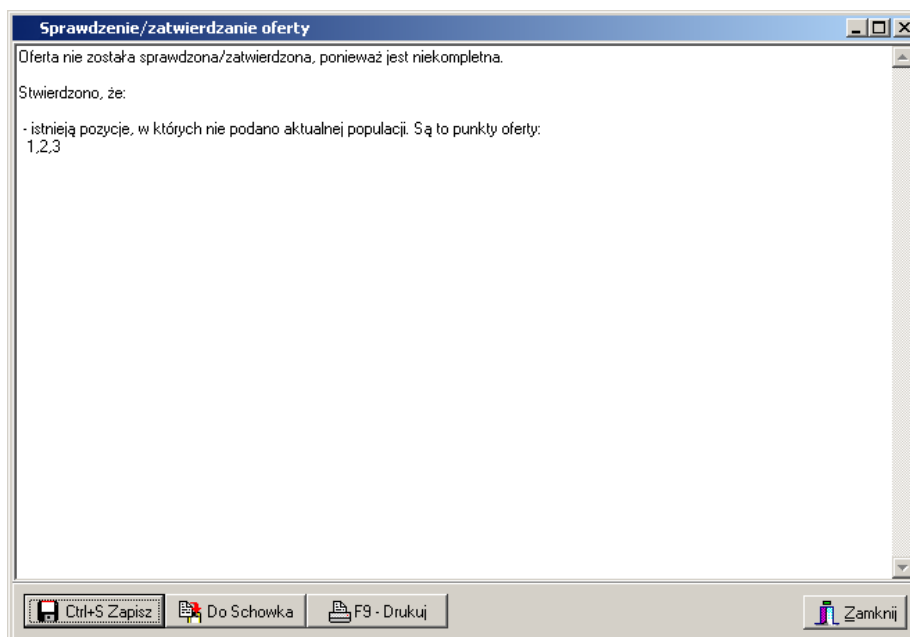 Sprawdzenie/zatwierdzanie oferty
Oferta nie została sprawdzona/zatwierdzona, ponieważ jest niekompletna.
Stwierdzono, że:
- istnieją pozycje, w których nie podano aktualnej populacji. Są to punkty oferty:
1,2,3
Ctrl+S Zapisz Do Schowka F9 - Drukuj Zamknij